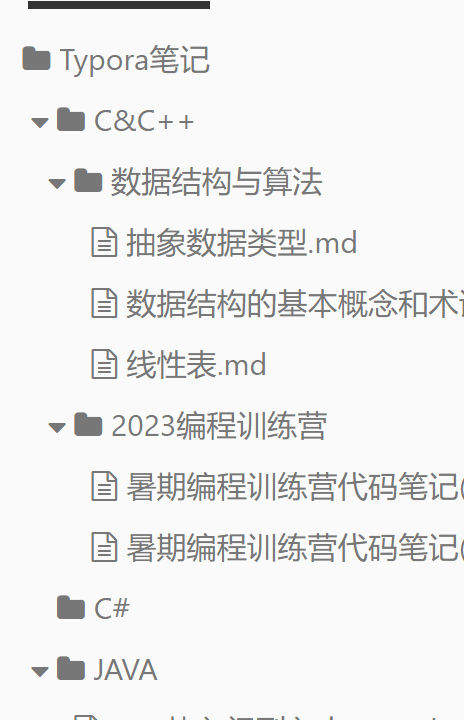 Typora笔记
C&C++
数据结构与算法
抽象数据类型.md
数据结构的基本概念和术
线性表.md
2023编程训练营
暑期编程训练营代码笔记(
暑期编程训练营代码笔记(
C#
JAVA